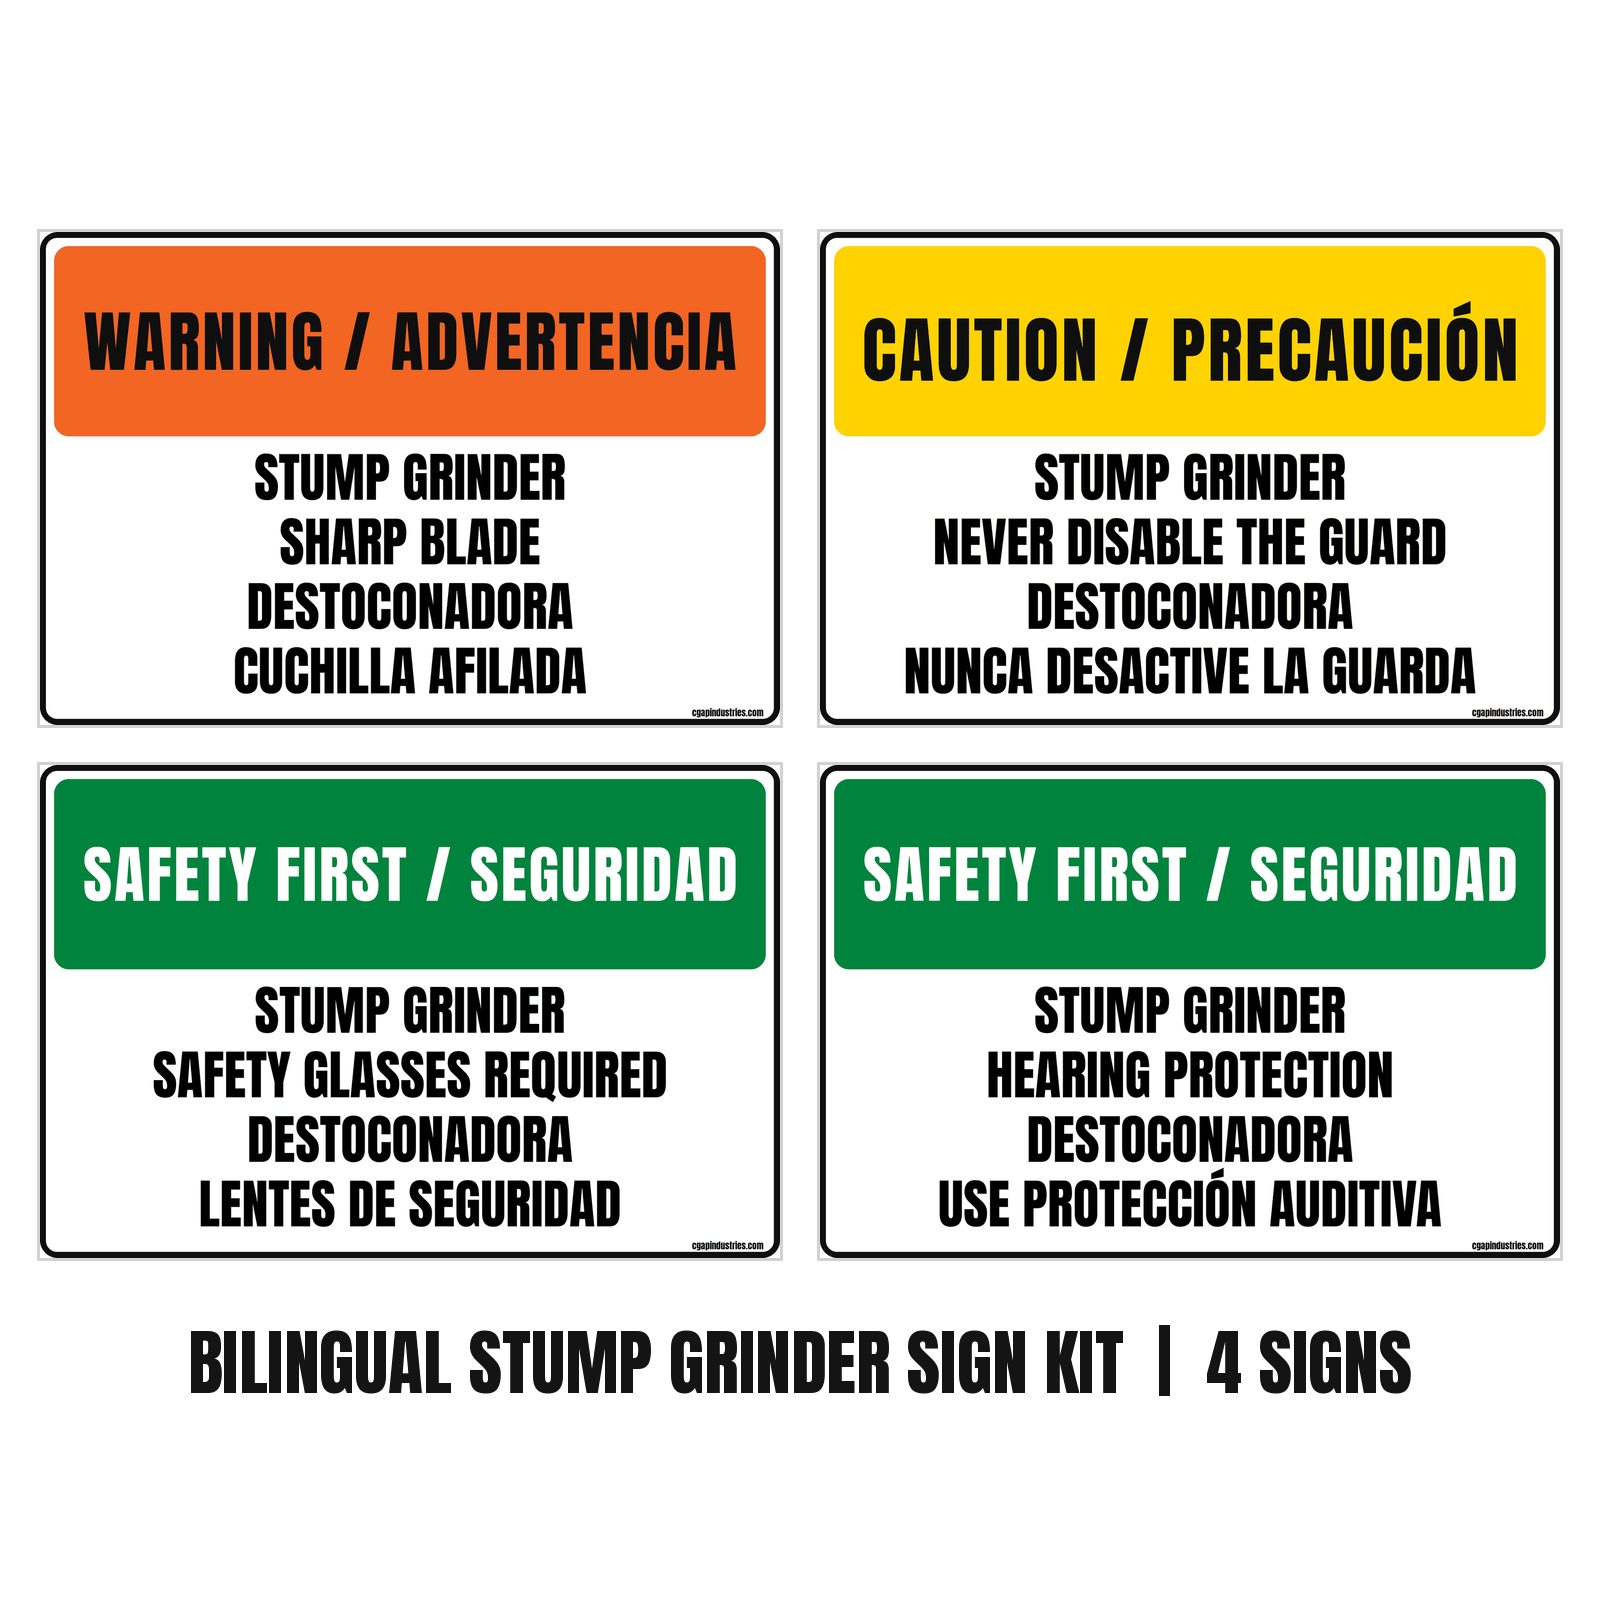 WARNING / ADVERTENCIA
STUMP GRINDER
SHARP BLADE
DESTOCONADORA
CUCHILLA AFILADA
cgapindustries.com
CAUTION / PRECAUCIÓN
STUMP GRINDER
NEVER DISABLE THE GUARD
DESTOCONADORA
NUNCA DESACTIVE LA GUARDA
cgapindustries.com
SAFETY FIRST / SEGURIDAD
STUMP GRINDER
SAFETY GLASSES REQUIRED
DESTOCONADORA
LENTES DE SEGURIDAD
cgapindustries.com
SAFETY FIRST / SEGURIDAD
STUMP GRINDER
HEARING PROTECTION
DESTOCONADORA
USE PROTECCIÓN AUDITIVA
cgapindustries.com
BILINGUAL STUMP GRINDER SIGN KIT | 4 SIGNS